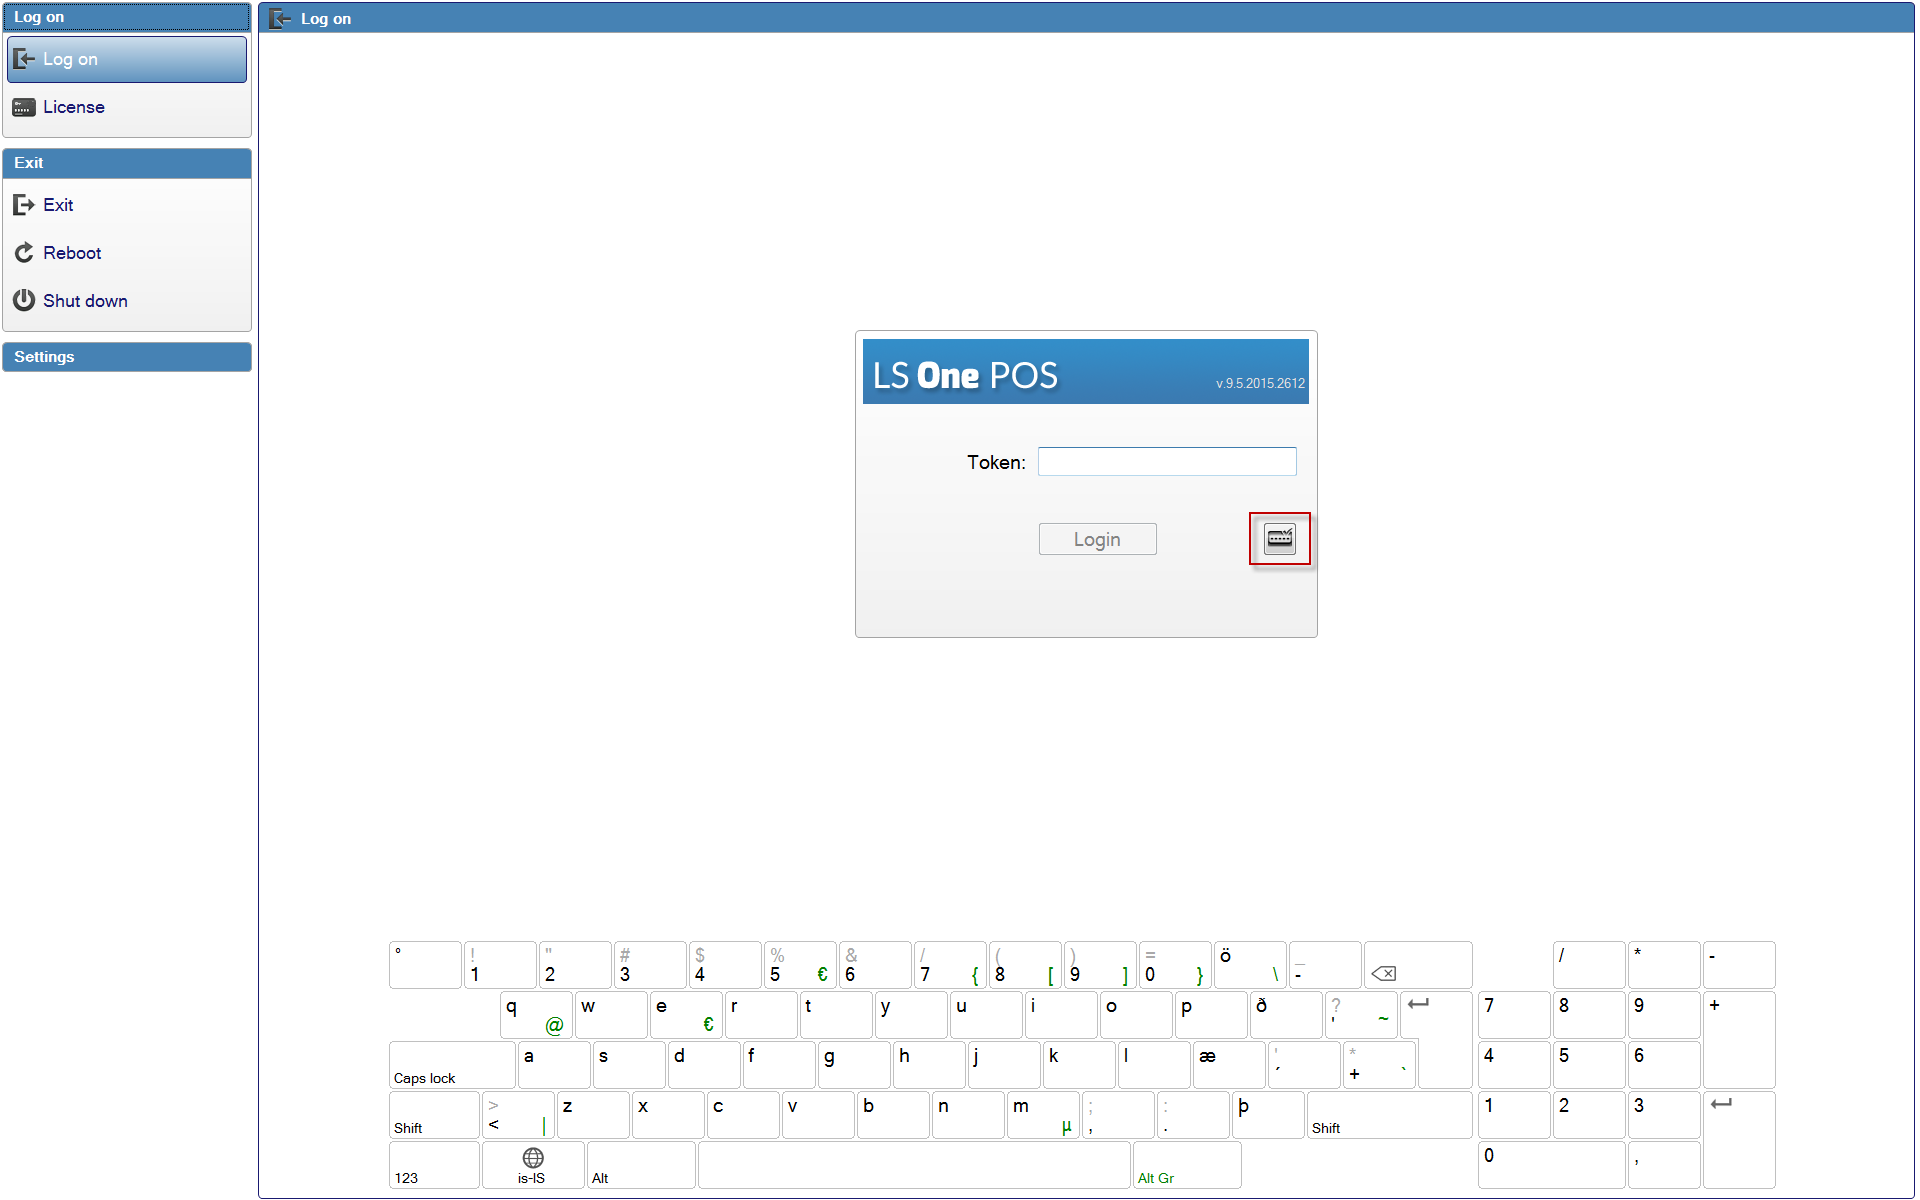 Log on
Log on
License
Exit
Exit
Reboot
Shut down
Settings
Log on
LS One POS
v.9.5.2015.2612
Token:
Login
° ! 1 " 2 # 3 $ 4 % 5 € & 6 / 7 { ( 8 [ ) 9 ] = 0 } ö \ _ - / * -
q @ w e € r t y u i o p ð ? ' ~ 7 8 9 +
Caps lock a s d f g h j k l æ ' ´ * + ` 4 5 6
Shift > < | z x c v b n m µ ; , : . þ Shift 1 2 3
123 is-IS Alt Alt Gr 0 ,